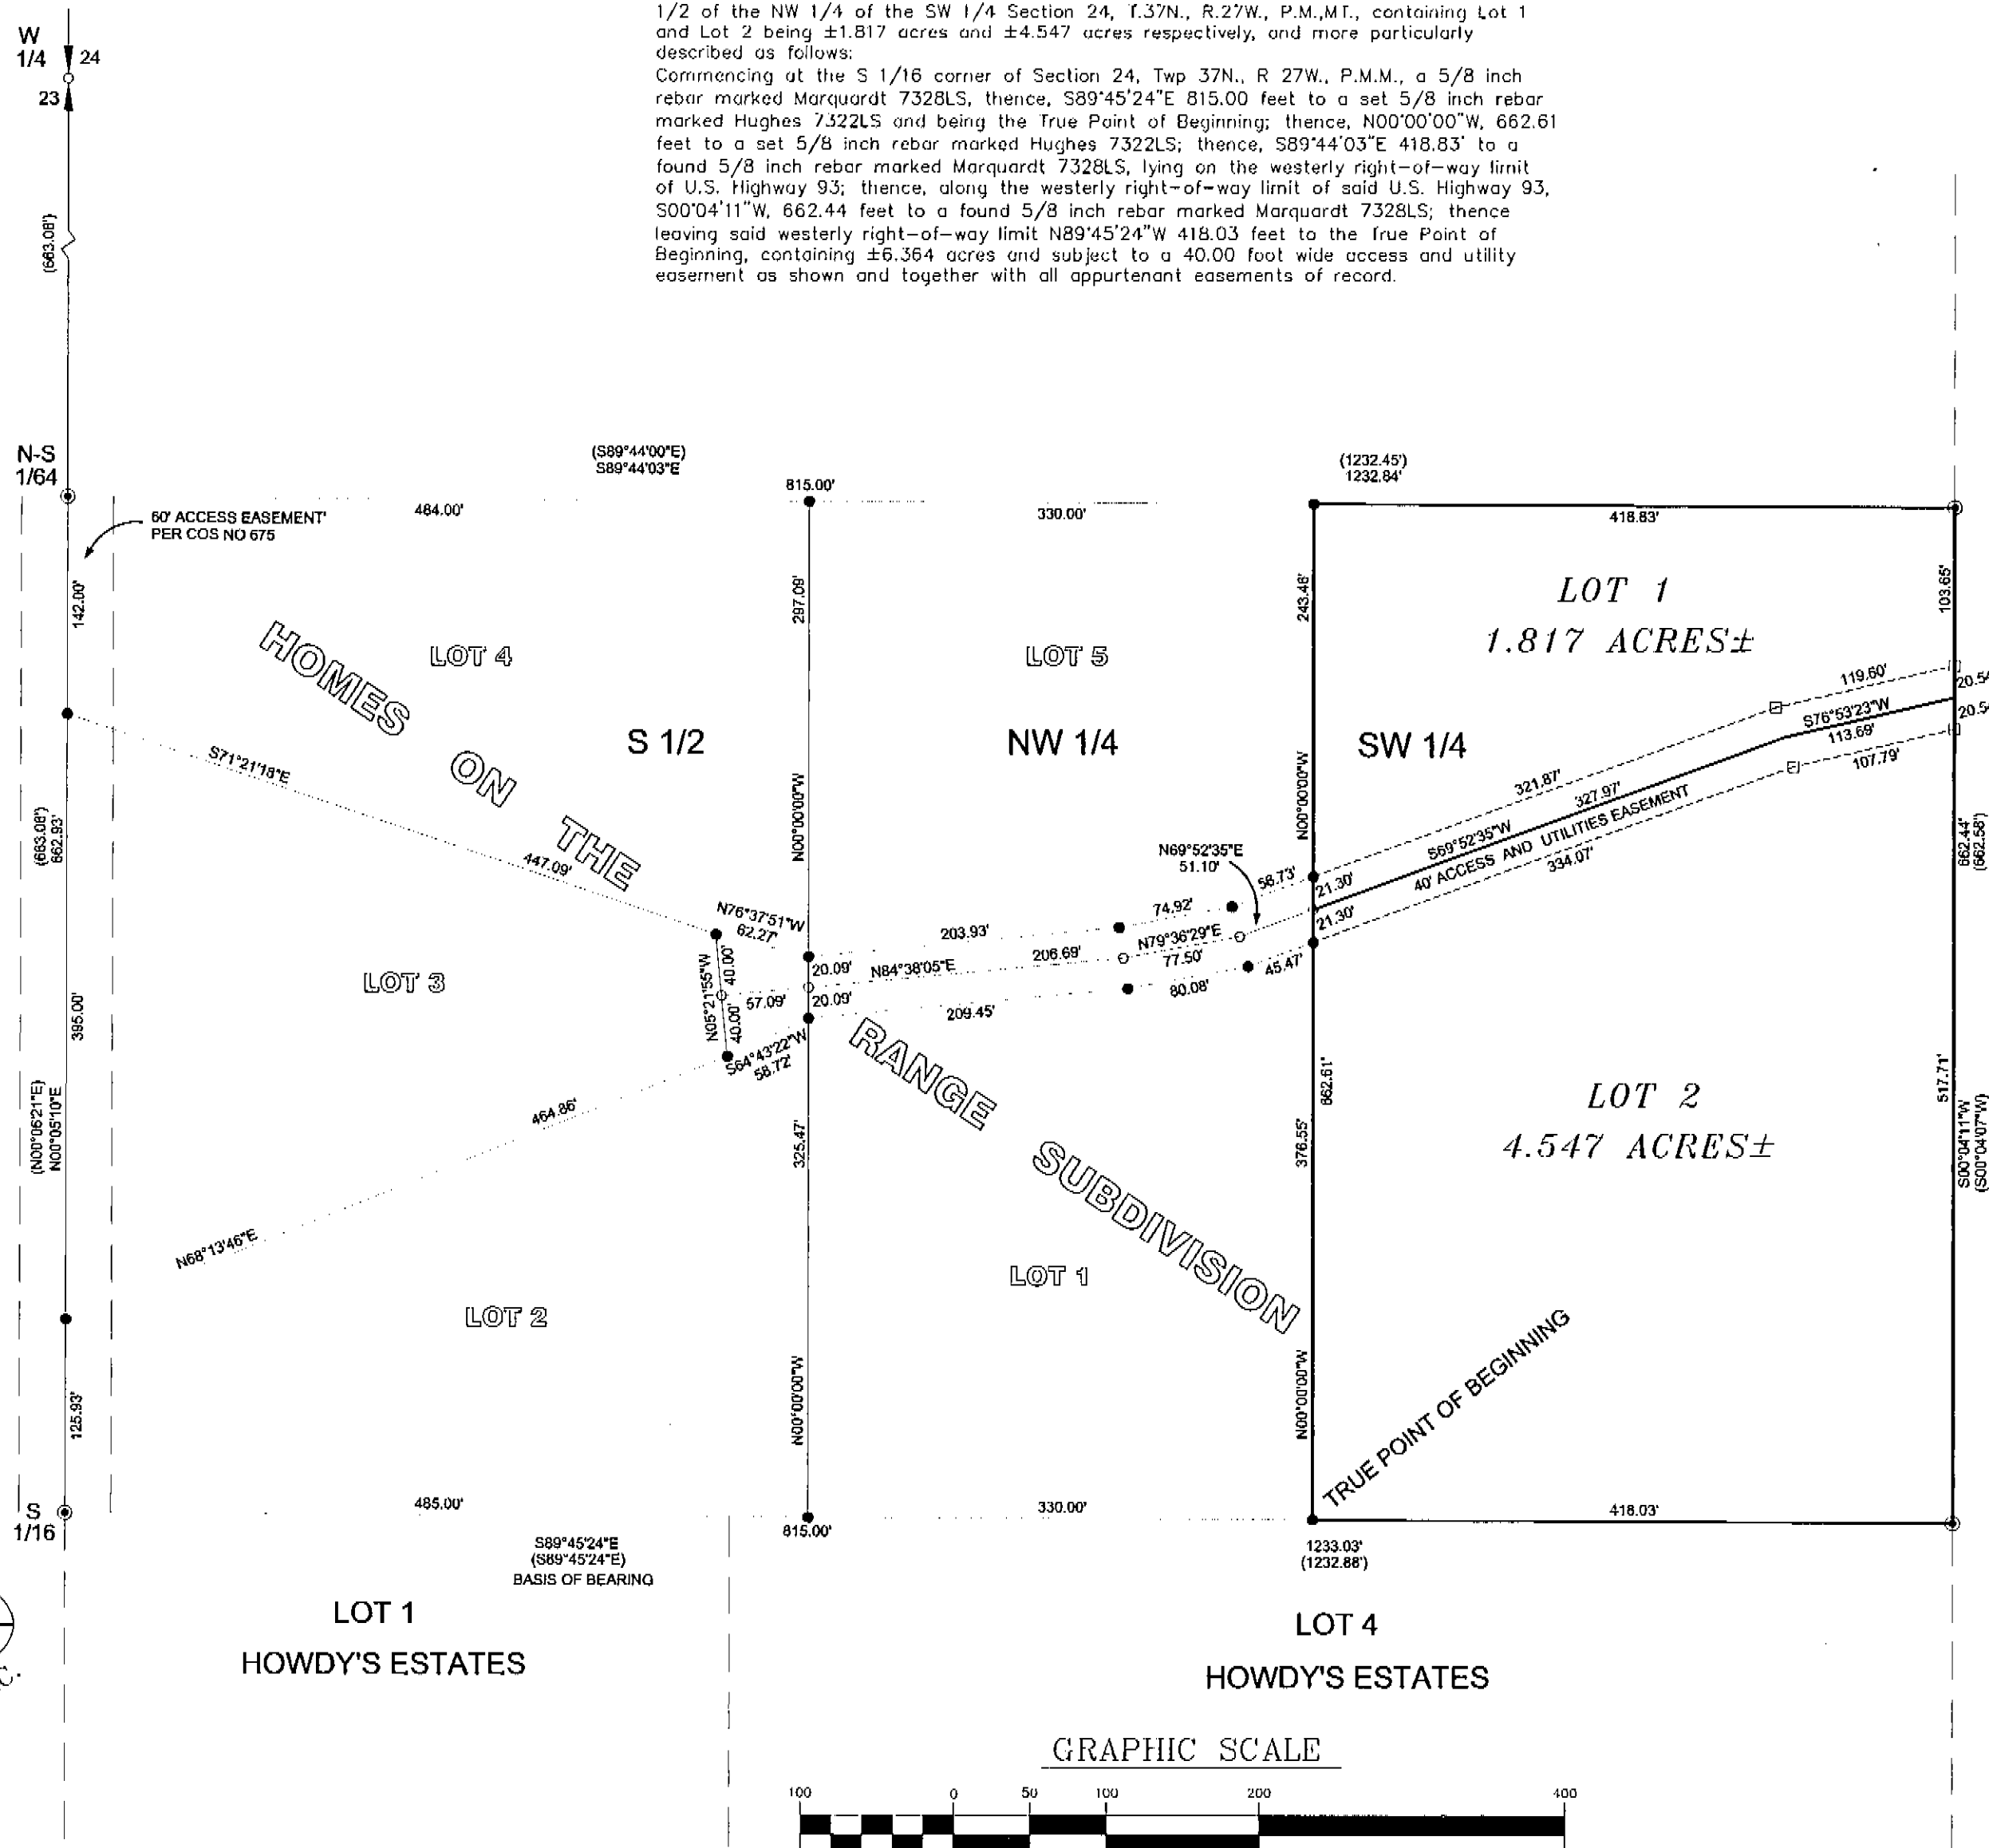 1/2 of the NW 1/4 of the SW 1/4 Section 24, T.37N., R.27W., P.M.,MT., containing Lot 1
and Lot 2 being ±1.817 acres and ±4.547 acres respectively, and more particularly
described as follows:
Commencing at the S 1/16 corner of Section 24, Twp 37N., R 27W., P.M.M., a 5/8 inch
rebar marked Marquardt 7328LS, thence, S89°45'24"E 815.00 feet to a set 5/8 inch rebar
marked Hughes 7322LS and being the True Point of Beginning; thence, N00°00'00"W, 662.61
feet to a set 5/8 inch rebar marked Hughes 7322LS; thence, S89°44'03"E 418.83' to a
found 5/8 inch rebar marked Marquardt 7328LS, lying on the westerly right-of-way limit
of U.S. Highway 93; thence, along the westerly right-of-way limit of said U.S. Highway 93,
S00°04'11"W, 662.44 feet to a found 5/8 inch rebar marked Marquardt 7328LS; thence
leaving said westerly right-of-way limit N89°45'24"W 418.03 feet to the True Point of
Beginning, containing ±6.364 acres and subject to a 40.00 foot wide access and utility
easement as shown and together with all appurtenant easements of record.
W
1/4
24
23
(663.08')
N-S
1/64
(S89°44'00"E)
S89°44'03"E
(1232.45')
1232.84'
815.00'
484.00'
330.00'
418.83'
60' ACCESS EASEMENT'
PER COS NO 675
142.00'
297.09'
243.46'
103.65'
LOT 1
1.817 ACRES±
HOMES ON THE
LOT 4
LOT 5
S 1/2
NW 1/4
SW 1/4
119.60'
20.54
S76°53'23"W
20.54
113.69'
107.79'
S71°21'18"E
447.09'
N00°00'00"W
N00°00'00"W
321.87'
327.97'
S69°52'35"W
40' ACCESS AND UTILITIES EASEMENT
334.07'
(663.08')
662.93'
662.44'
(662.58')
N69°52'35"E
51.10'
58.73'
21.30'
21.30'
74.92'
N76°37'51"W
62.27'
203.93'
N79°36'29"E
77.50'
206.69'
N84°38'05"E
20.09'
20.09'
45.47'
80.08'
209.45'
LOT 3
N05°21'55"W
40.00'
40.00'
57.09'
S64°43'22"W
58.72'
395.00'
RANGE SUBDIVISION
464.86'
N68°13'46"E
(N00°06'21"E)
N00°05'10"E
325.47'
662.61'
376.55'
LOT 2
4.547 ACRES±
517.71'
S00°04'11"W
(S00°04'07"W)
LOT 2
LOT 1
N00°00'00"W
N00°00'00"W
TRUE POINT OF BEGINNING
125.93'
S
1/16
485.00'
330.00'
418.03'
815.00'
1233.03'
(1232.88')
S89°45'24"E
(S89°45'24"E)
BASIS OF BEARING
LOT 1
HOWDY'S ESTATES
LOT 4
HOWDY'S ESTATES
GRAPHIC SCALE
100 0 50 100 200 400